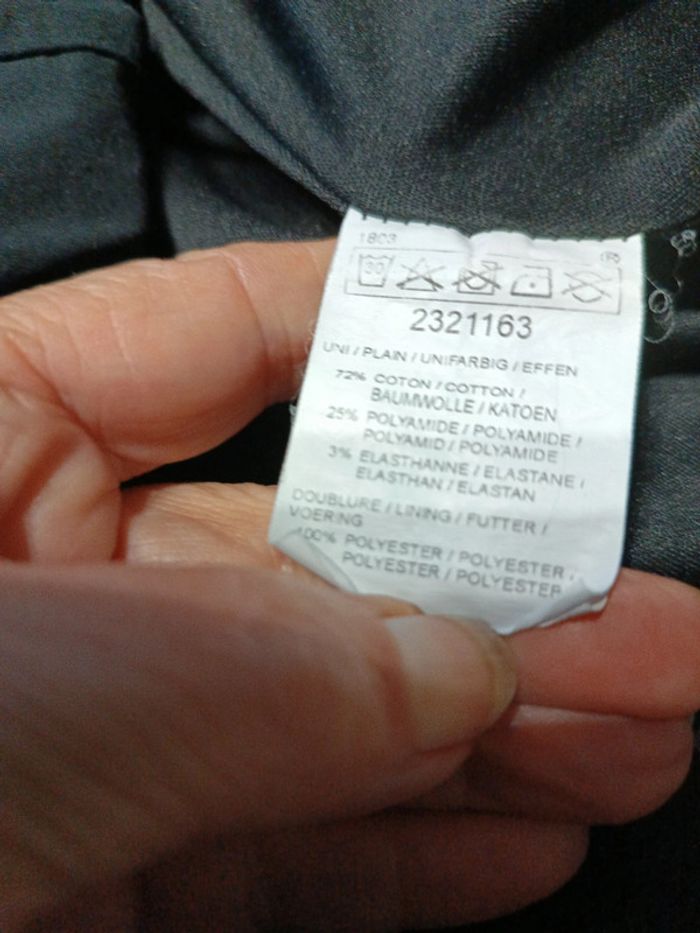 1803
(R)
30
2321163
UNI / PLAIN / UNIFARBIG / EFFEN
72% COTON / COTTON /
BAUMWOLLE / KATOEN
25% POLYAMIDE / POLYAMIDE /
POLYAMID / POLYAMIDE
3% ELASTHANNE / ELASTANE /
ELASTHAN / ELASTAN
DOUBLURE / LINING / FUTTER /
VOERING
100% POLYESTER / POLYESTER /
POLYESTER / POLYESTER